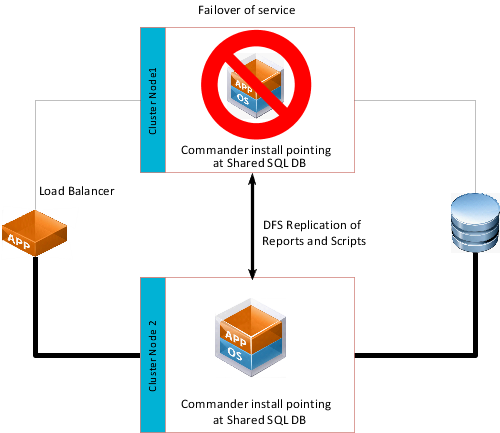 Failover of service
Cluster Node1
APP
OS
Commander install pointing
at Shared SQL DB
Load Balancer
APP
DFS Replication of
Reports and Scripts
Cluster Node 2
APP
OS
Commander install pointing
at Shared SQL DB